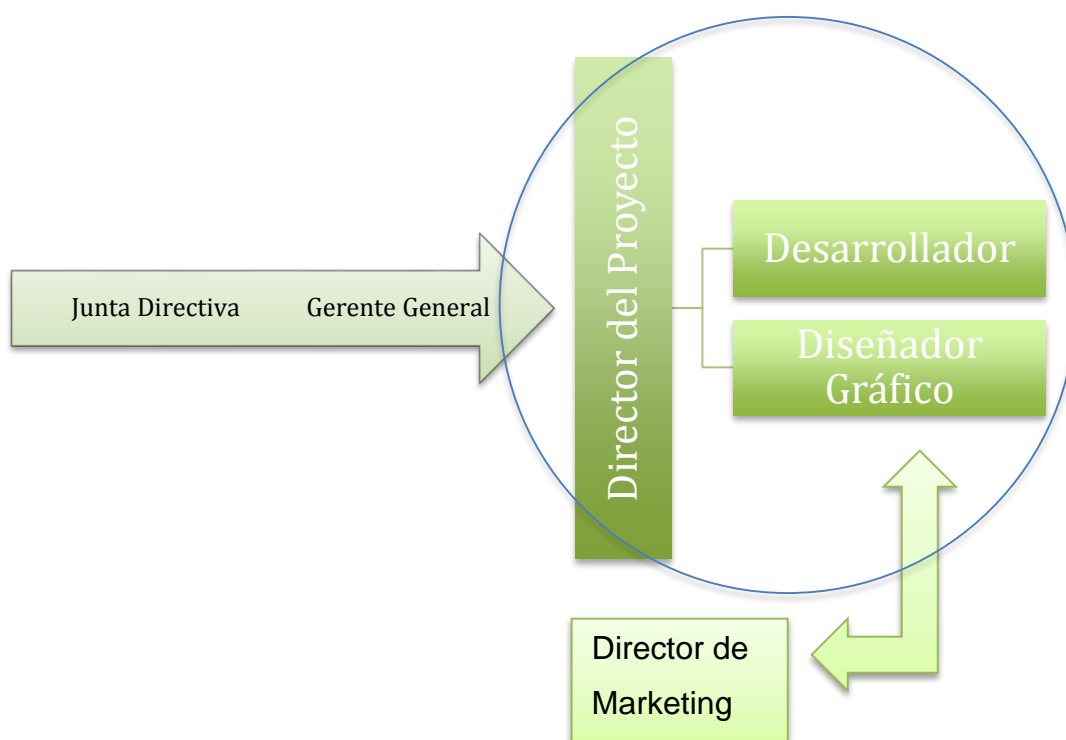 Junta Directiva Gerente General
Director del Proyecto
Desarrollador
Diseñador
Gráfico
Director de
Marketing